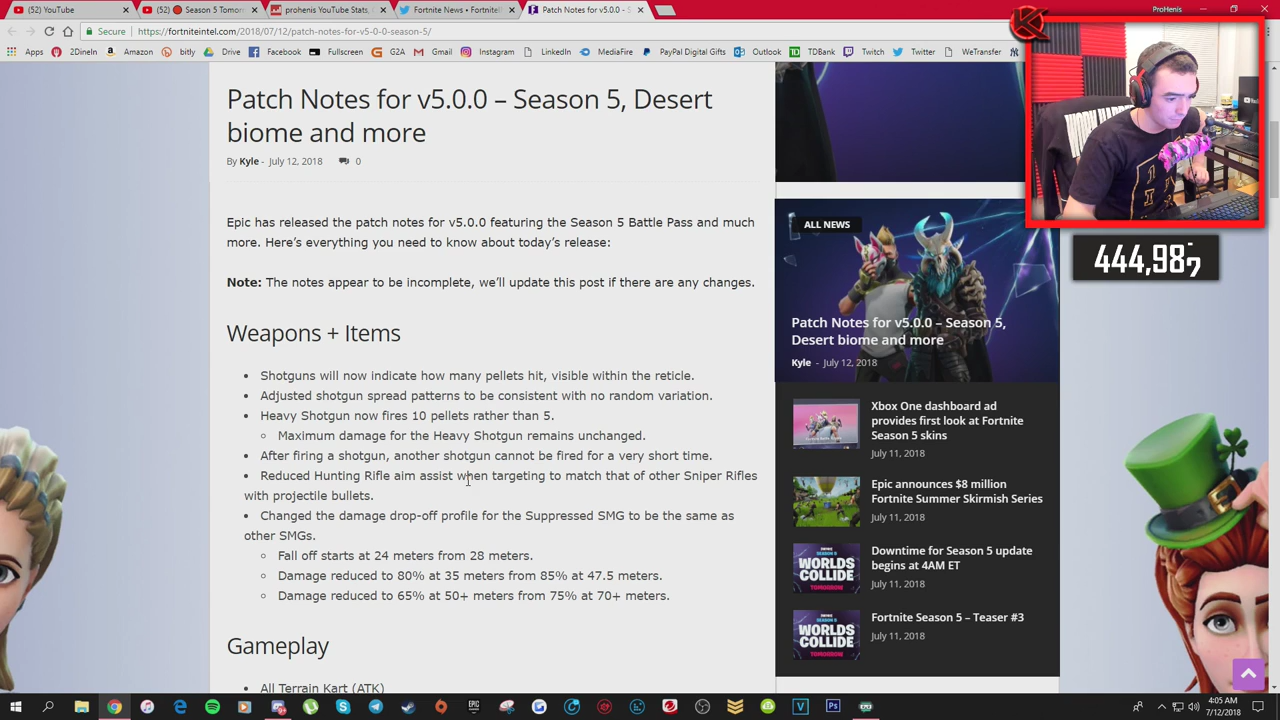 (52) YouTube
(52) 🔴 Season 5 Tomorr
prohenis YouTube Stats, C
Fortnite News • Fortnite
Patch Notes for v5.0.0 - S
ProHenis
Secure
https://fortniteintel.com/2018/07/12/patch-notes-for-v5-0-0-season-5/
Apps
2DineIn
Amazon
bitly
Drive
Facebook
Fullscreen
G2A
Gmail
Instagram
LinkedIn
MediaFire
PayPal Digital Gifts
Outlook
TDBank
Twitch
Twitter
WeTransfer
Patch Notes for v5.0.0 – Season 5, Desert
biome and more
By Kyle - July 12, 2018 0
Epic has released the patch notes for v5.0.0 featuring the Season 5 Battle Pass and much
more. Here’s everything you need to know about today’s release:
Note: The notes appear to be incomplete, we’ll update this post if there are any changes.
Weapons + Items
• Shotguns will now indicate how many pellets hit, visible within the reticle.
• Adjusted shotgun spread patterns to be consistent with no random variation.
• Heavy Shotgun now fires 10 pellets rather than 5.
○ Maximum damage for the Heavy Shotgun remains unchanged.
• After firing a shotgun, another shotgun cannot be fired for a very short time.
• Reduced Hunting Rifle aim assist when targeting to match that of other Sniper Rifles
with projectile bullets.
• Changed the damage drop-off profile for the Suppressed SMG to be the same as
other SMGs.
○ Fall off starts at 24 meters from 28 meters.
○ Damage reduced to 80% at 35 meters from 85% at 47.5 meters.
○ Damage reduced to 65% at 50+ meters from 75% at 70+ meters.
Gameplay
• All Terrain Kart (ATK)
ALL NEWS
Patch Notes for v5.0.0 – Season 5,
Desert biome and more
Kyle - July 12, 2018
Xbox One dashboard ad
provides first look at Fortnite
Season 5 skins
July 11, 2018
Epic announces $8 million
Fortnite Summer Skirmish Series
July 11, 2018
WORLDS
COLLIDE
TOMORROW
Downtime for Season 5 update
begins at 4AM ET
July 11, 2018
WORLDS
COLLIDE
TOMORROW
Fortnite Season 5 – Teaser #3
July 11, 2018
4:05 AM
7/12/2018